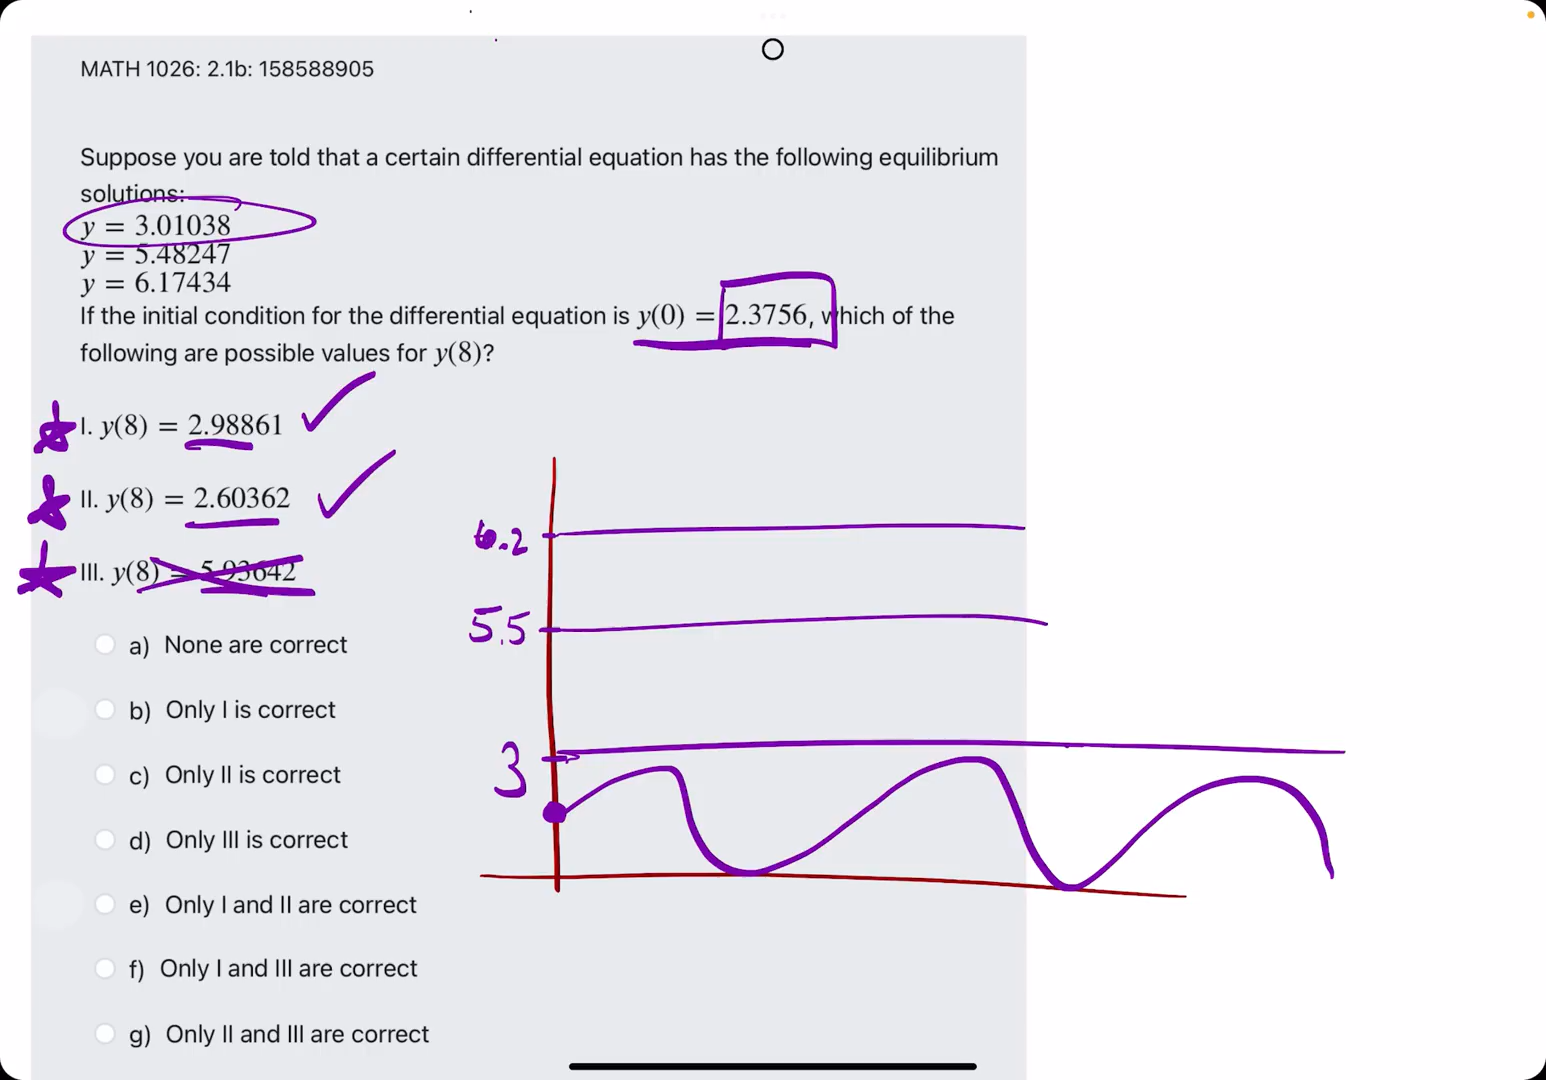 MATH 1026: 2.1b: 158588905
Suppose you are told that a certain differential equation has the following equilibrium
solutions:
y = 3.01038
y = 5.48247
y = 6.17434
If the initial condition for the differential equation is y(0) = 2.3756, which of the
following are possible values for y(8)?
I. y(8) = 2.98861
II. y(8) = 2.60362
III. y(8) = 5.93642
6.2
5.5
3
a) None are correct
b) Only I is correct
c) Only II is correct
d) Only III is correct
e) Only I and II are correct
f) Only I and III are correct
g) Only II and III are correct